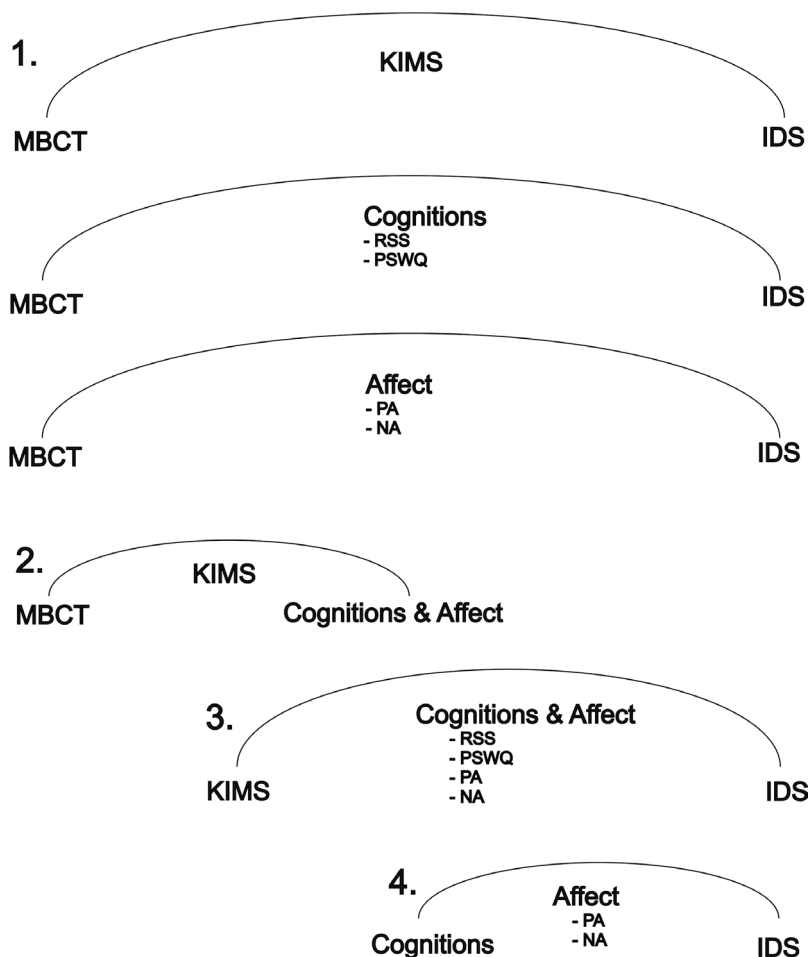 1.
KIMS
MBCT
IDS
Cognitions
- RSS
- PSWQ
MBCT
IDS
Affect
- PA
- NA
MBCT
IDS
2.
KIMS
MBCT
Cognitions & Affect
3.
Cognitions & Affect
- RSS
- PSWQ
- PA
- NA
KIMS
IDS
4.
Affect
- PA
- NA
Cognitions
IDS